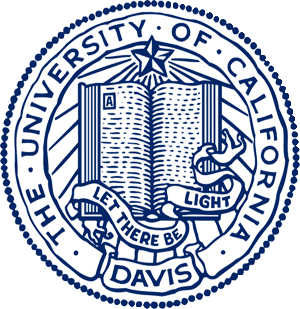 · THE · UNIVERSITY · OF · CALIFORNIA ·
A
LET THERE BE LIGHT
DAVIS